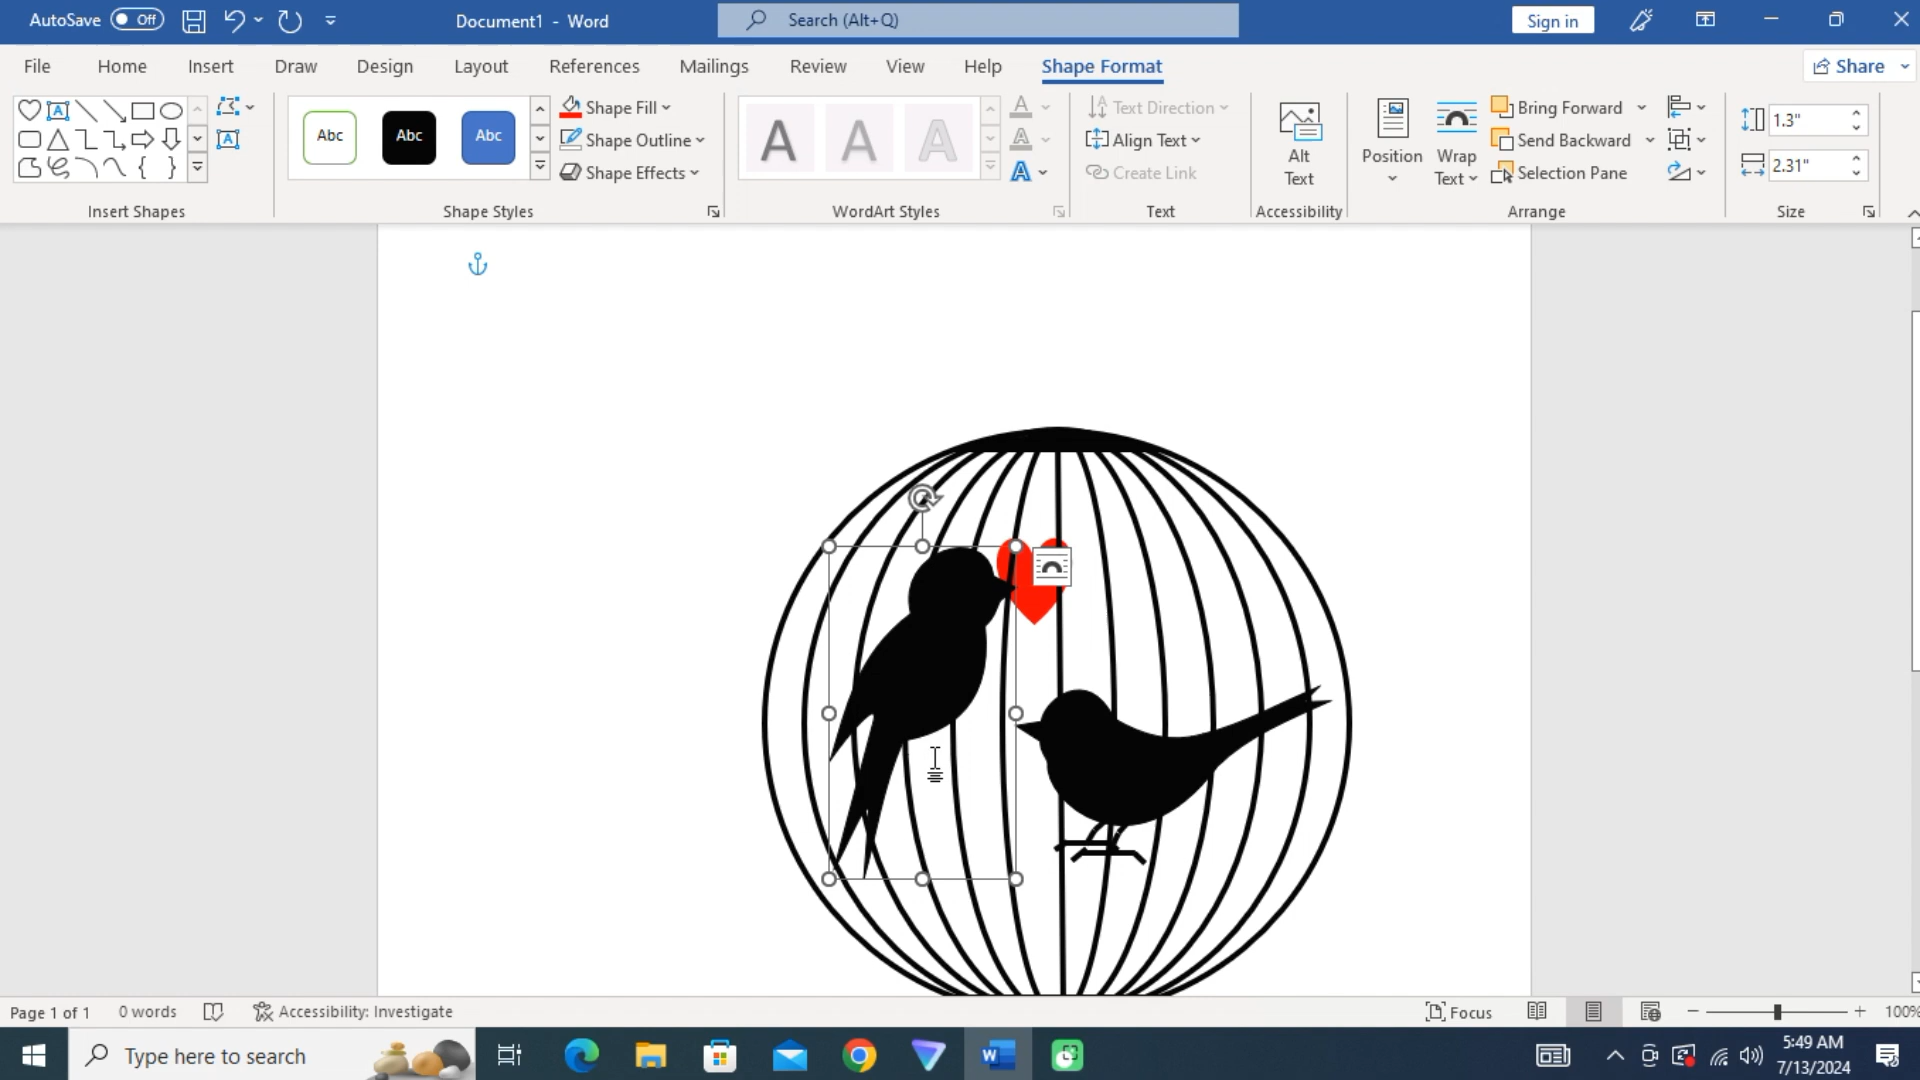 AutoSave Off Document1 - Word Search (Alt+Q) Sign in
File Home Insert Draw Design Layout References Mailings Review View Help Shape Format Share
Abc Abc Abc
Shape Fill
Shape Outline
Shape Effects
A A A
A
A
A
Text Direction
Align Text
Create Link
Alt Text
Position
Wrap Text
Bring Forward
Send Backward
Selection Pane
1.3"
2.31"
Insert Shapes Shape Styles WordArt Styles Text Accessibility Arrange Size
Page 1 of 1 0 words Accessibility: Investigate Focus 100%
Type here to search
5:49 AM
7/13/2024